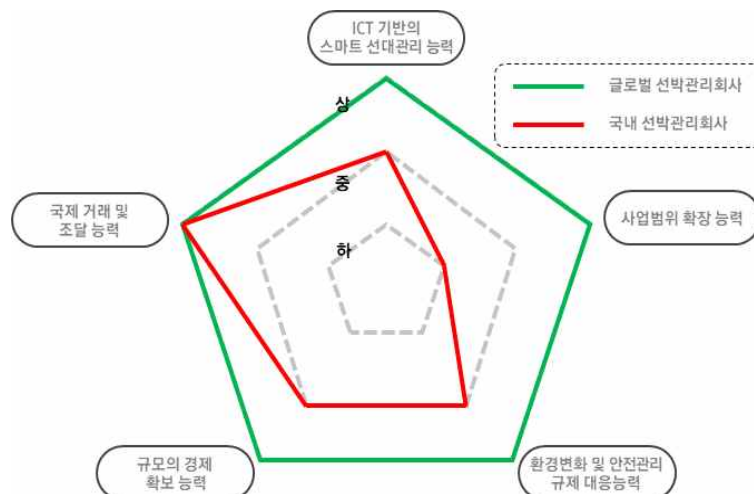 ICT 기반의
스마트 선대관리 능력
상
글로벌 선박관리회사
국내 선박관리회사
중
국제 거래 및
조달 능력
사업범위 확장 능력
하
규모의 경제
확보 능력
환경변화 및 안전관리
규제 대응능력